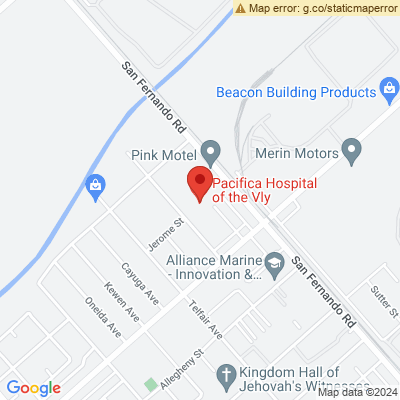 Map error: g.co/staticmaperror
San Fernando Rd
Beacon Building Products
Pink Motel
Merin Motors
Pacifica Hospital
of the Vly
Jerome St
Alliance Marine
- Innovation &...
San Fernando Rd
Sutter St
Cayuga Ave
Kewen Ave
Oneida Ave
Telfair Ave
Allegheny St
Kingdom Hall of
Jehovah's Witnesses
Google
Map data ©2024